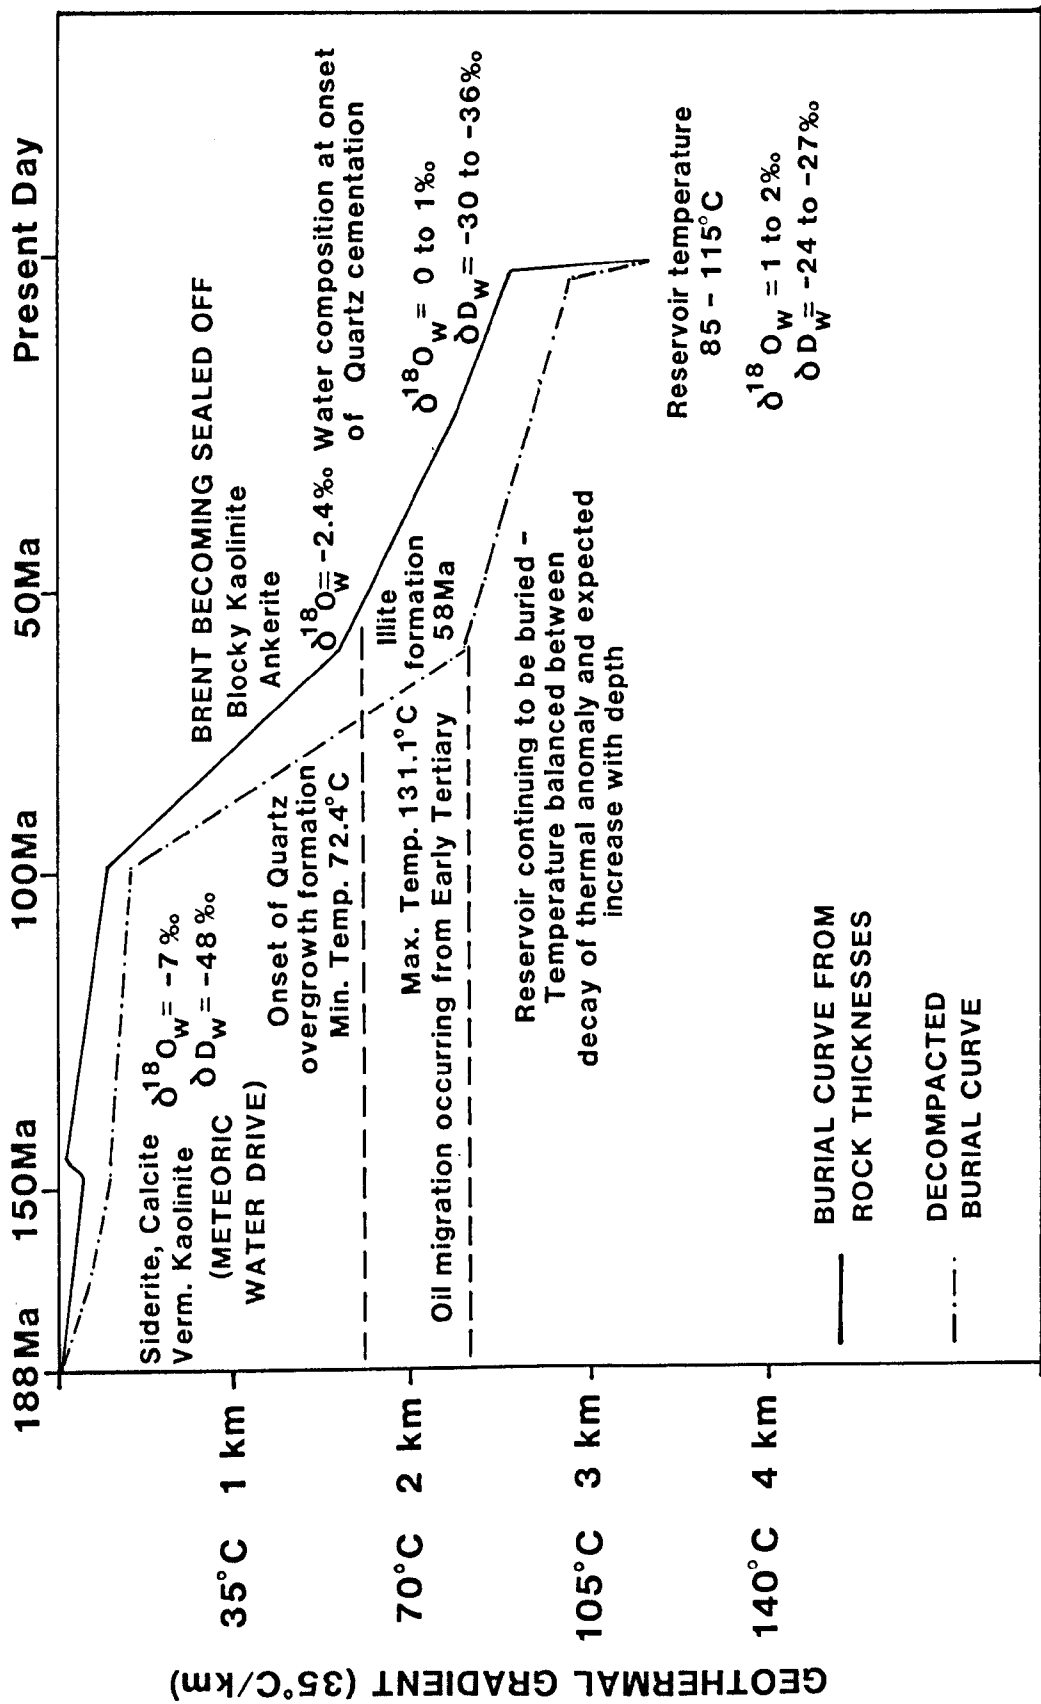 188Ma 150Ma 100Ma 50Ma Present Day
Siderite, Calcite
Verm. Kaolinite
δ¹⁸Ow = -7‰
δDw = -48‰
(METEORIC
WATER DRIVE)
BRENT BECOMING SEALED OFF
Blocky Kaolinite
Ankerite
Onset of Quartz
overgrowth formation
Min. Temp. 72.4°C
δ¹⁸Ow = -2.4‰ Water composition at onset
of Quartz cementation
δ¹⁸Ow = 0 to 1‰
δDw = -30 to -36‰
Illite
formation
58Ma
Max. Temp. 131.1°C
Oil migration occurring from Early Tertiary
Reservoir continuing to be buried -
Temperature balanced between
decay of thermal anomaly and expected
increase with depth
Reservoir temperature
85 - 115°C
δ¹⁸Ow = 1 to 2‰
δDw = -24 to -27‰
35°C 1 km
70°C 2 km
105°C 3 km
140°C 4 km
GEOTHERMAL GRADIENT (35°C/km)
BURIAL CURVE FROM
ROCK THICKNESSES
DECOMPACTED
BURIAL CURVE